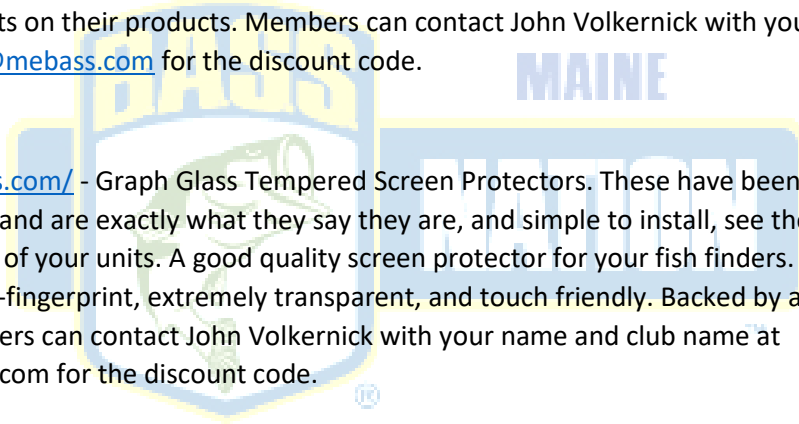 ts on their products. Members can contact John Volkernick with you
@mebass.com for the discount code.
BASS
MAINE
NATION
s.com/ - Graph Glass Tempered Screen Protectors. These have been
and are exactly what they say they are, and simple to install, see the
of your units. A good quality screen protector for your fish finders.
-fingerprint, extremely transparent, and touch friendly. Backed by a
ers can contact John Volkernick with your name and club name at
com for the discount code.
TM
®